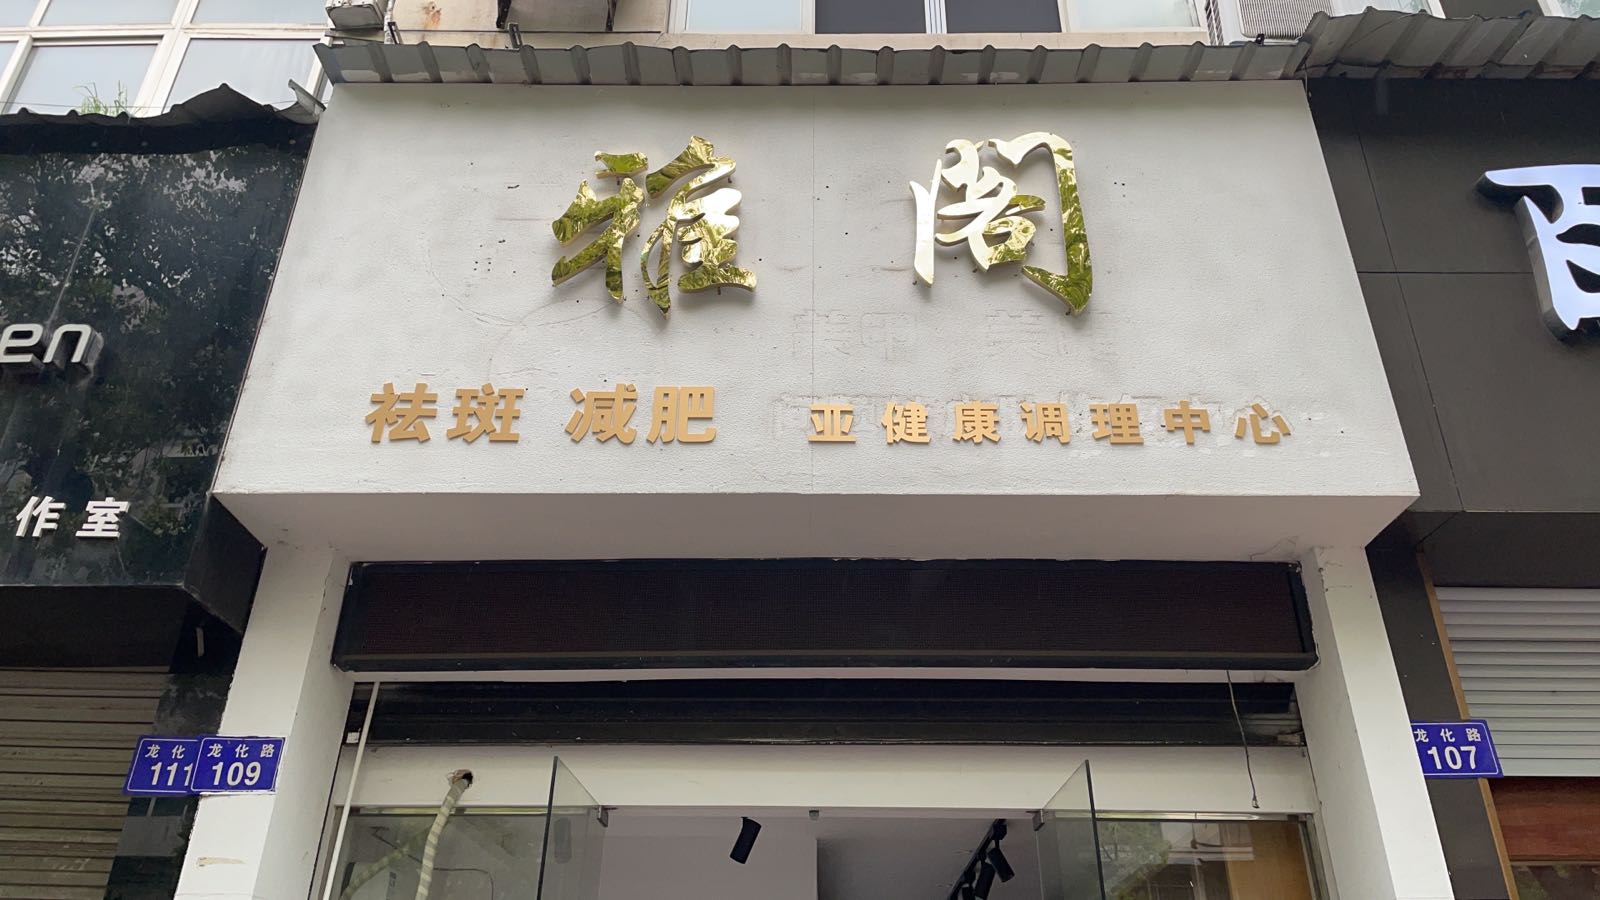 雅阁
祛斑 减肥 亚健康调理中心
en
作室
龙化
111
龙化路
109
龙化路
107